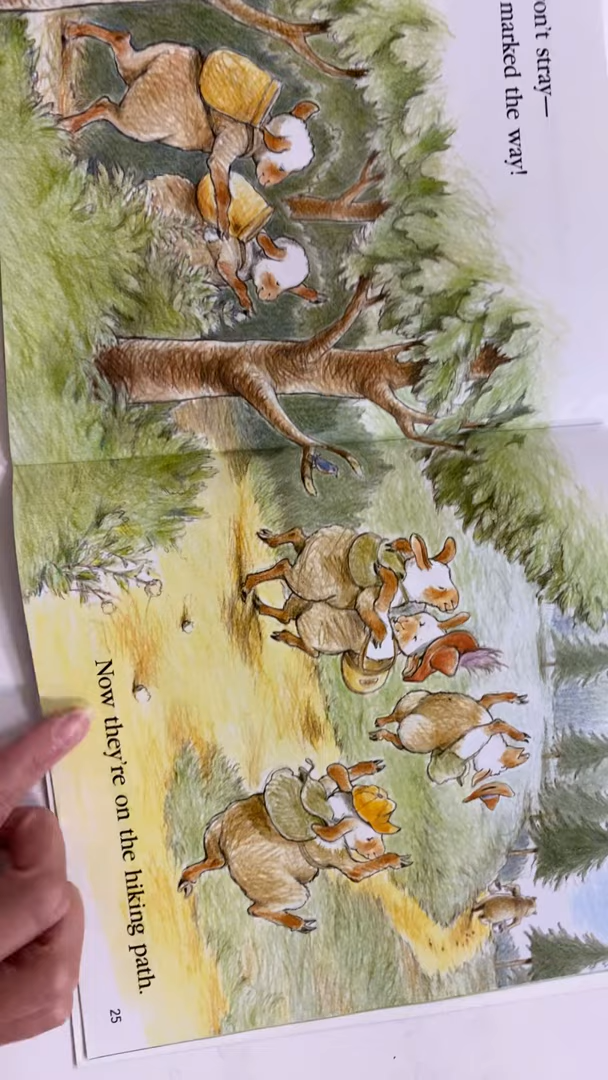 on't stray—
marked the way!
Now they're on the hiking path.
25